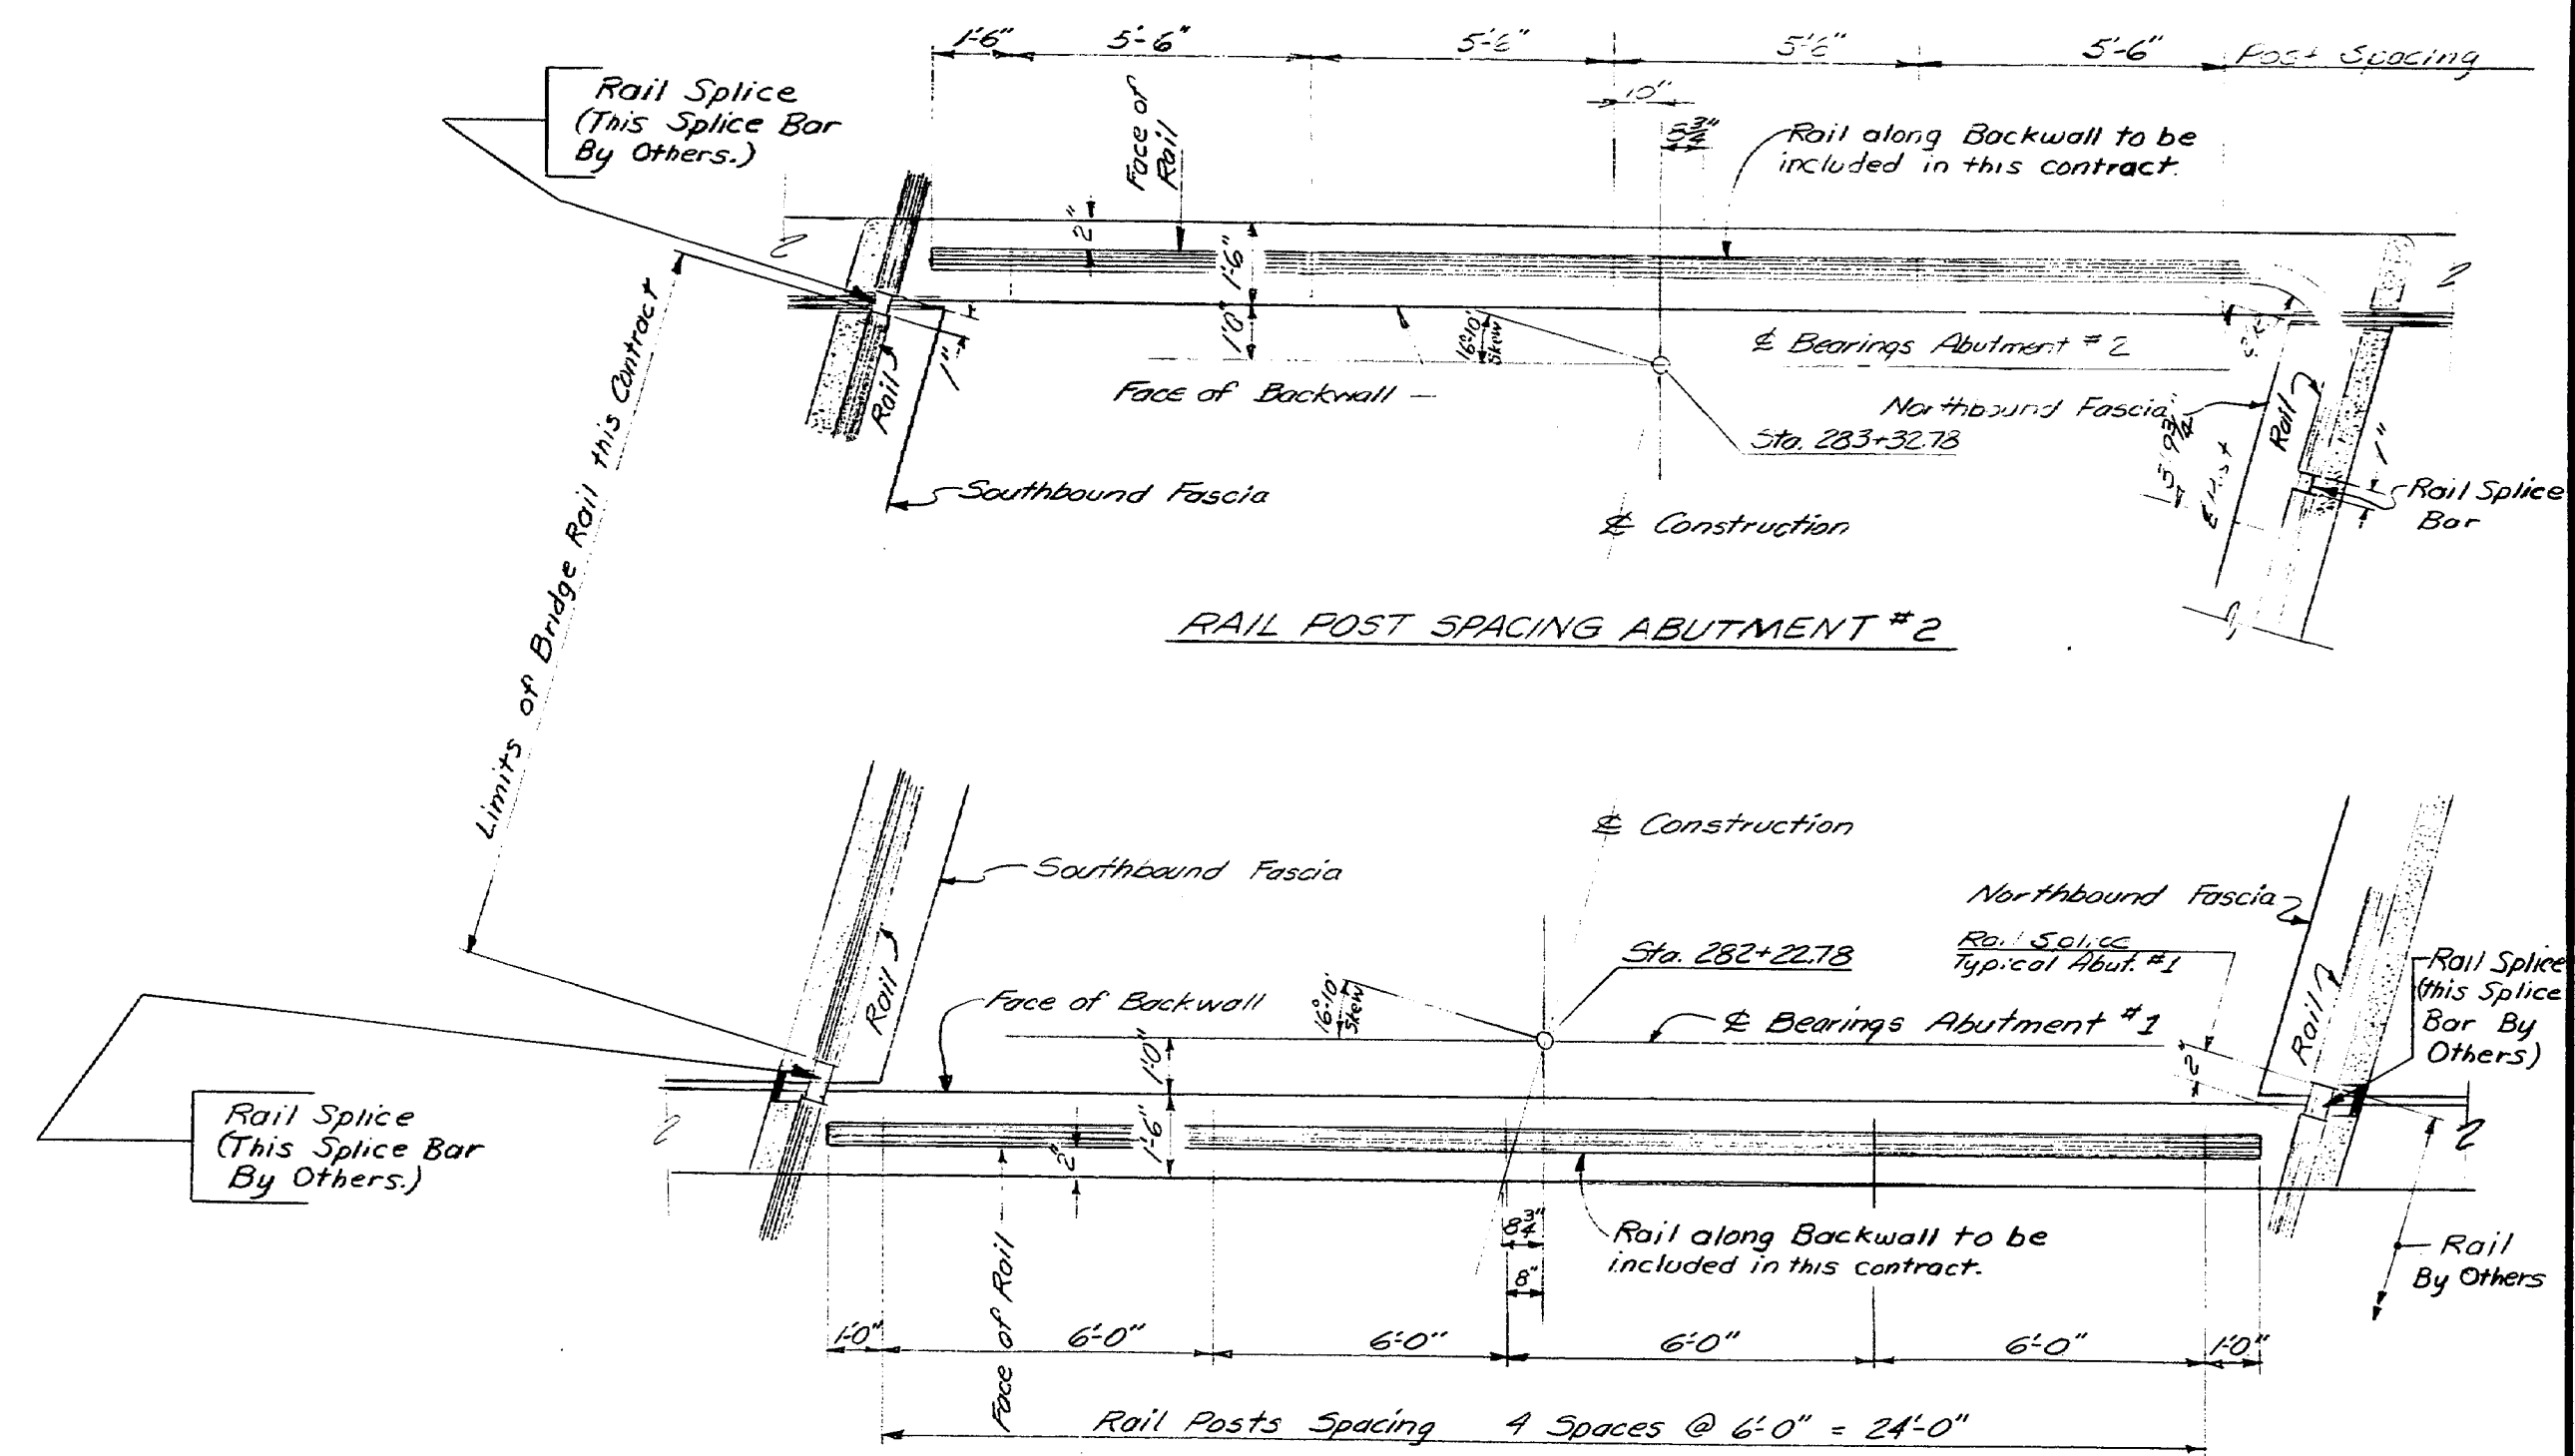 1'-6"
5'-6"
5'-6"
5'-6"
5'-6"
Post Spacing
Rail Splice
(This Splice Bar
By Others.)
Face of
Rail
10"
8 3/4"
Rail along Backwall to be
included in this contract.
2"
1'-6"
1'-0"
16°-10'
Skew
℄ Bearings Abutment #2
Face of Backwall
Northbound Fascia
Sta. 283+32.78
Rail
1"
Southbound Fascia
℄ Construction
Rail
1"
Rail Splice
Bar
Limits of Bridge Rail this Contract
RAIL POST SPACING ABUTMENT #2
℄ Construction
Southbound Fascia
Northbound Fascia
Sta. 282+22.78
Rail Splice
Typical Abut. #1
Rail Splice
(this Splice
Bar By
Others)
Rail
Face of Backwall
16°-10'
Skew
℄ Bearings Abutment #1
Rail
1'-0"
2"
Rail Splice
(This Splice Bar
By Others.)
1'-6"
2"
Face of Rail
8 3/4"
8"
Rail along Backwall to be
included in this contract.
Rail
By Others
1'-0"
6'-0"
6'-0"
6'-0"
6'-0"
1'-0"
Rail Posts Spacing 4 Spaces @ 6'-0" = 24'-0"